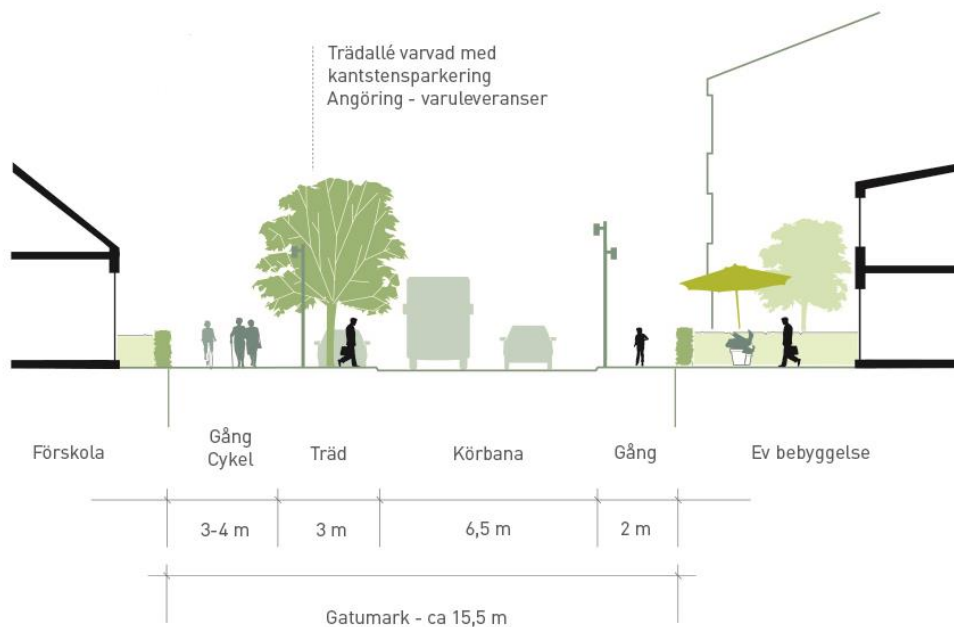 Trädallé varvad med
kantstensparkering
Angöring - varuleveranser
Förskola
Gång
Cykel
Träd
Körbana
Gång
Ev bebyggelse
3-4 m
3 m
6,5 m
2 m
Gatumark - ca 15,5 m